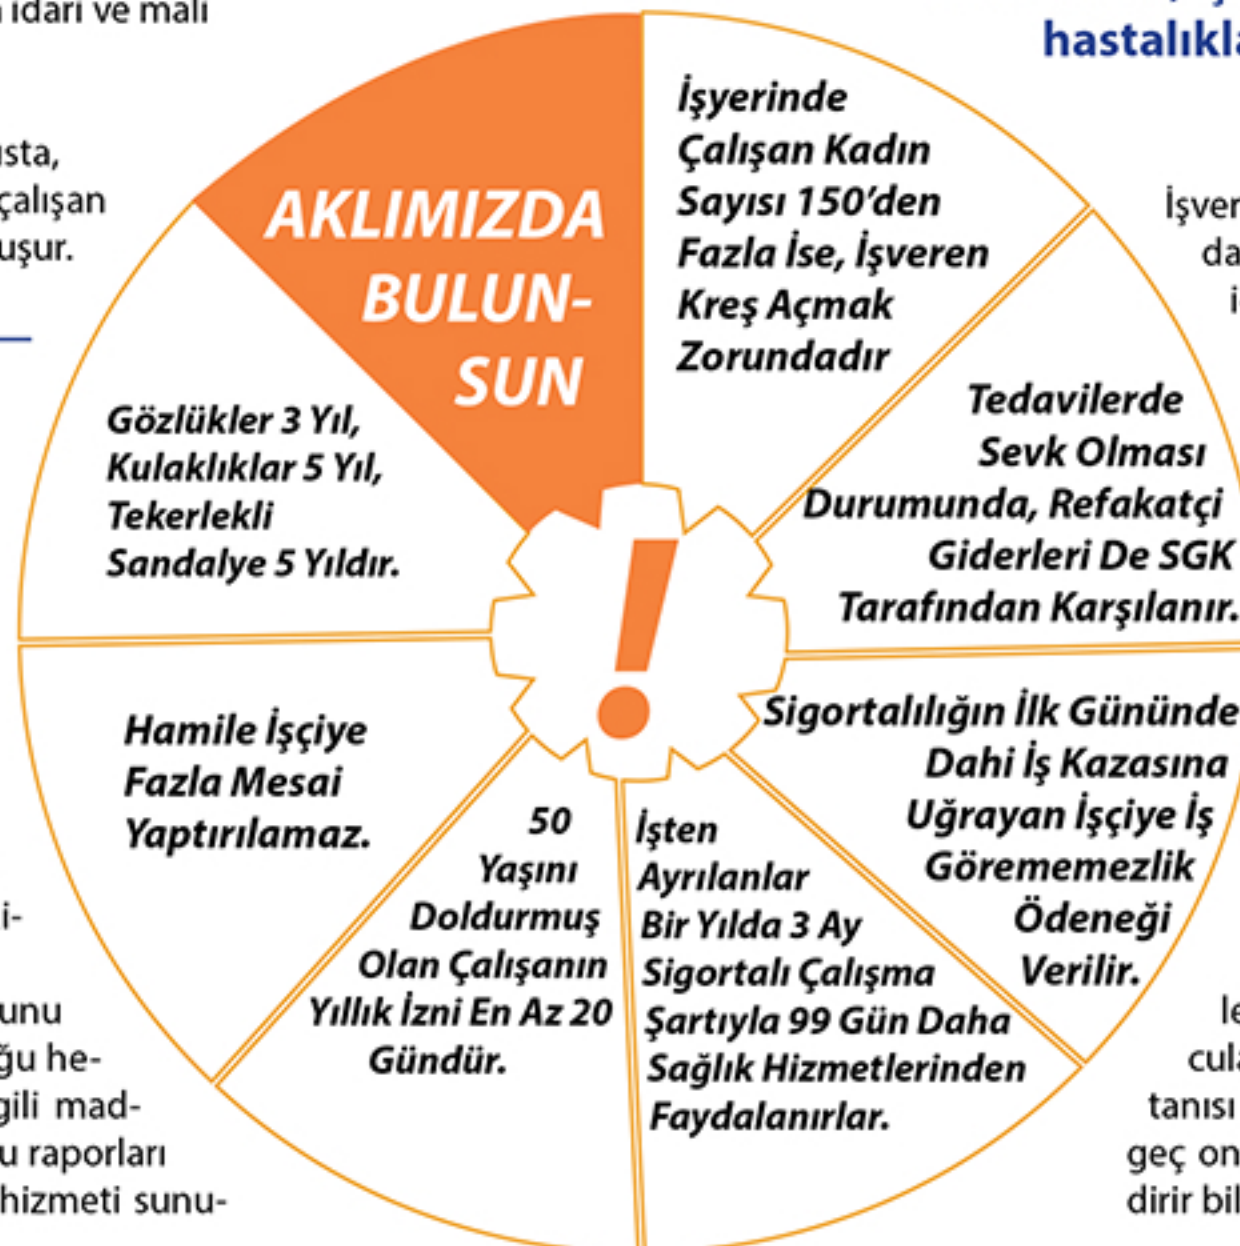 idari ve mali
hastalıkla
usta,
çalışan
uşur.
AKLIMIZDA
BULUN-
SUN
İşyerinde
Çalışan Kadın
Sayısı 150’den
Fazla İse, İşveren
Kreş Açmak
Zorundadır
İşver
da
Tedavilerde
Sevk Olması
Durumunda, Refakatçi
Giderleri De SGK
Tarafından Karşılanır.
Sigortalılığın İlk Gününde
Dahi İş Kazasına
Uğrayan İşçiye İş
Görememezlik
Ödeneği
Verilir.
İşten
Ayrılanlar
Bir Yılda 3 Ay
Sigortalı Çalışma
Şartıyla 99 Gün Daha
Sağlık Hizmetlerinden
Faydalanırlar.
50
Yaşını
Doldurmuş
Olan Çalışanın
Yıllık İzni En Az 20
Gündür.
Hamile İşçiye
Fazla Mesai
Yaptırılamaz.
Gözlükler 3 Yıl,
Kulaklıklar 5 Yıl,
Tekerlekli
Sandalye 5 Yıldır.
!
i-
unu
ğu he-
gili mad-
u raporları
hizmeti sunu-
le
cula
tanısı
geç on
dirir bil